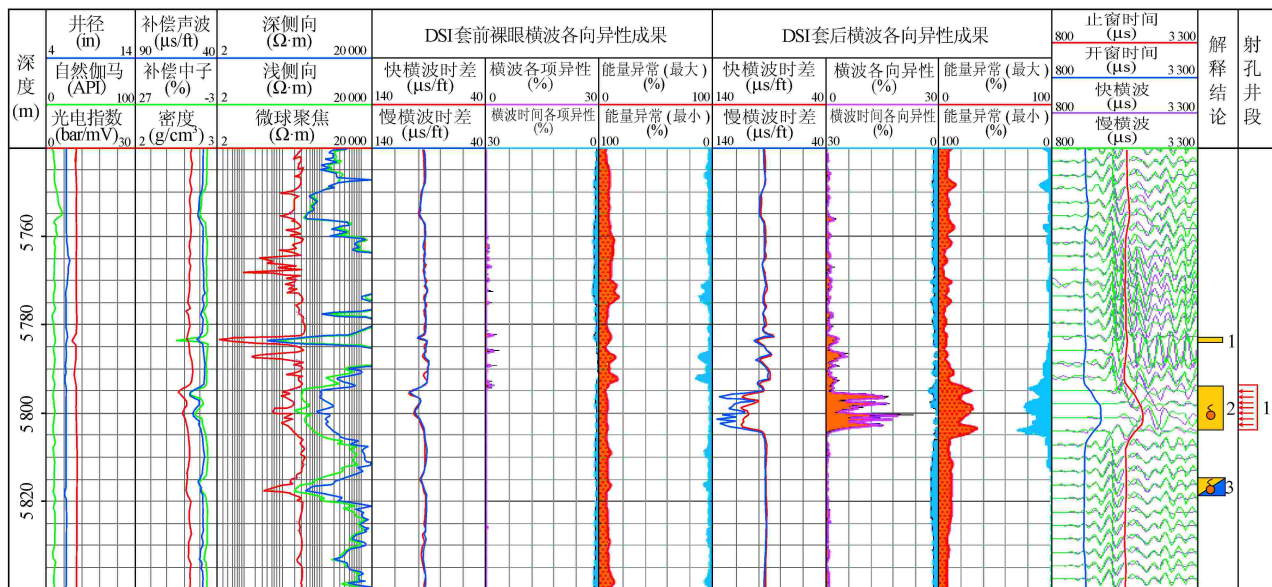 深度(m)
井径
(in)
4 14
自然伽马
(API)
0 100
光电指数
(bar/mV)
0 30
补偿声波
(μs/ft)
90 40
补偿中子
(%)
27 -3
密度
(g/cm³)
2 3
深侧向
(Ω·m)
2 20 000
浅侧向
(Ω·m)
2 20 000
微球聚焦
(Ω·m)
2 20 000
DSI套前裸眼横波各向异性成果
快横波时差
(μs/ft)
140 40
慢横波时差
(μs/ft)
140 40
横波各项异性
(%)
横波时间各项异性
(%)
30 0
能量异常(最大)
(%)
能量异常(最小)
(%)
100 0
DSI套后横波各向异性成果
快横波时差
(μs/ft)
140 40
慢横波时差
(μs/ft)
140 40
横波各向异性
(%)
0 30
横波时间各向异性
(%)
30 0
能量异常(最大)
(%)
0 100
能量异常(最小)
(%)
100 0
止窗时间
(μs)
800 3 300
开窗时间
(μs)
800 3 300
快横波
(μs)
800 3 300
慢横波
(μs)
800 3 300
解释结论
射孔井段
5 760
5 780
5 800
5 820
1
2
3
1